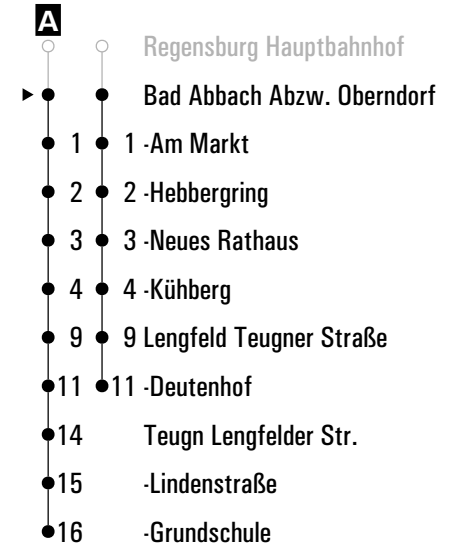 A
Regensburg Hauptbahnhof
Bad Abbach Abzw. Oberndorf
1 1 -Am Markt
2 2 -Hebbergring
3 3 -Neues Rathaus
4 4 -Kühberg
9 9 Lengfeld Teugner Straße
11 11 -Deutenhof
14 Teugn Lengfelder Str.
15 -Lindenstraße
16 -Grundschule